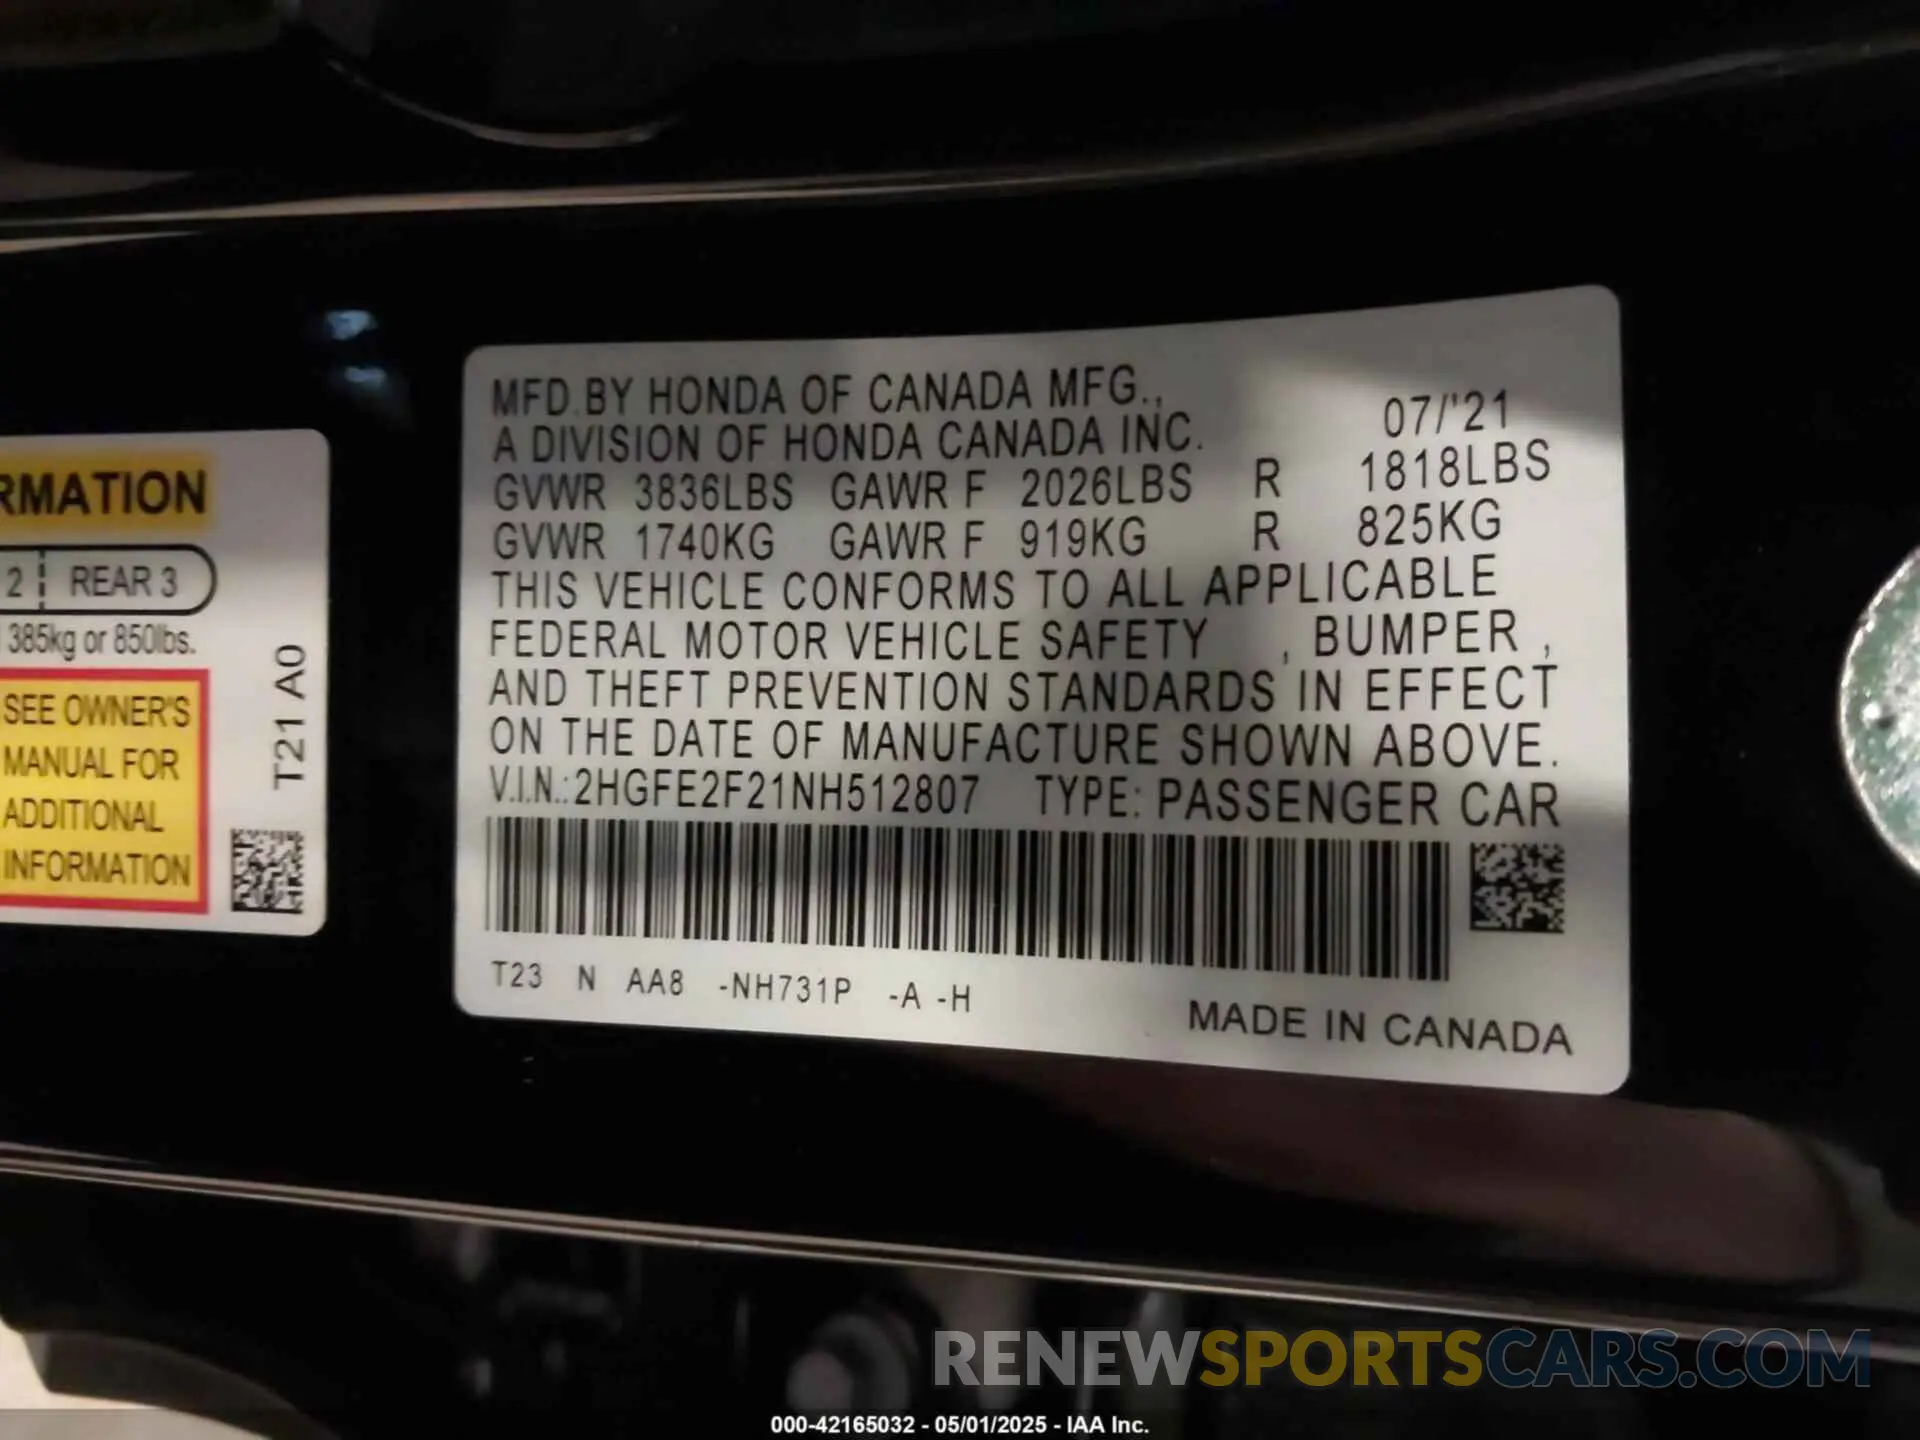 RMATION
2 REAR 3
385kg or 850lbs.
SEE OWNER'S
MANUAL FOR
ADDITIONAL
INFORMATION
T21 A0
MFD.BY HONDA OF CANADA MFG.,
A DIVISION OF HONDA CANADA INC. 07/'21
GVWR 3836LBS GAWR F 2026LBS R 1818LBS
GVWR 1740KG GAWR F 919KG R 825KG
THIS VEHICLE CONFORMS TO ALL APPLICABLE
FEDERAL MOTOR VEHICLE SAFETY , BUMPER ,
AND THEFT PREVENTION STANDARDS IN EFFECT
ON THE DATE OF MANUFACTURE SHOWN ABOVE.
V.I.N.:2HGFE2F21NH512807 TYPE: PASSENGER CAR
T23 N AA8 -NH731P -A -H
MADE IN CANADA
RENEWSPORTSCARS.COM
000-42165032 - 05/01/2025 - IAA Inc.